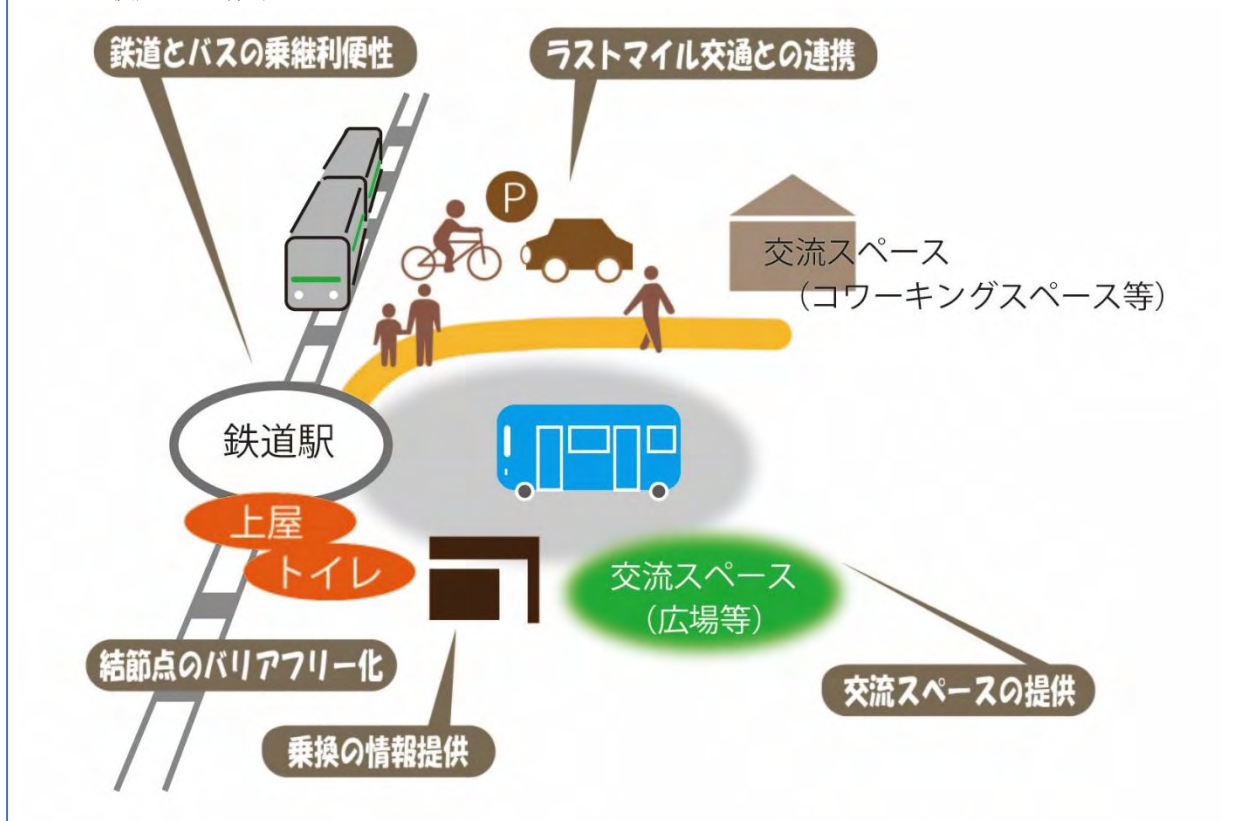 鉄道とバスの乗継利便性
ラストマイル交通との連携
P
交流スペース
(コワーキングスペース等)
鉄道駅
上屋
トイレ
交流スペース
(広場等)
結節点のバリアフリー化
交流スペースの提供
乗換の情報提供